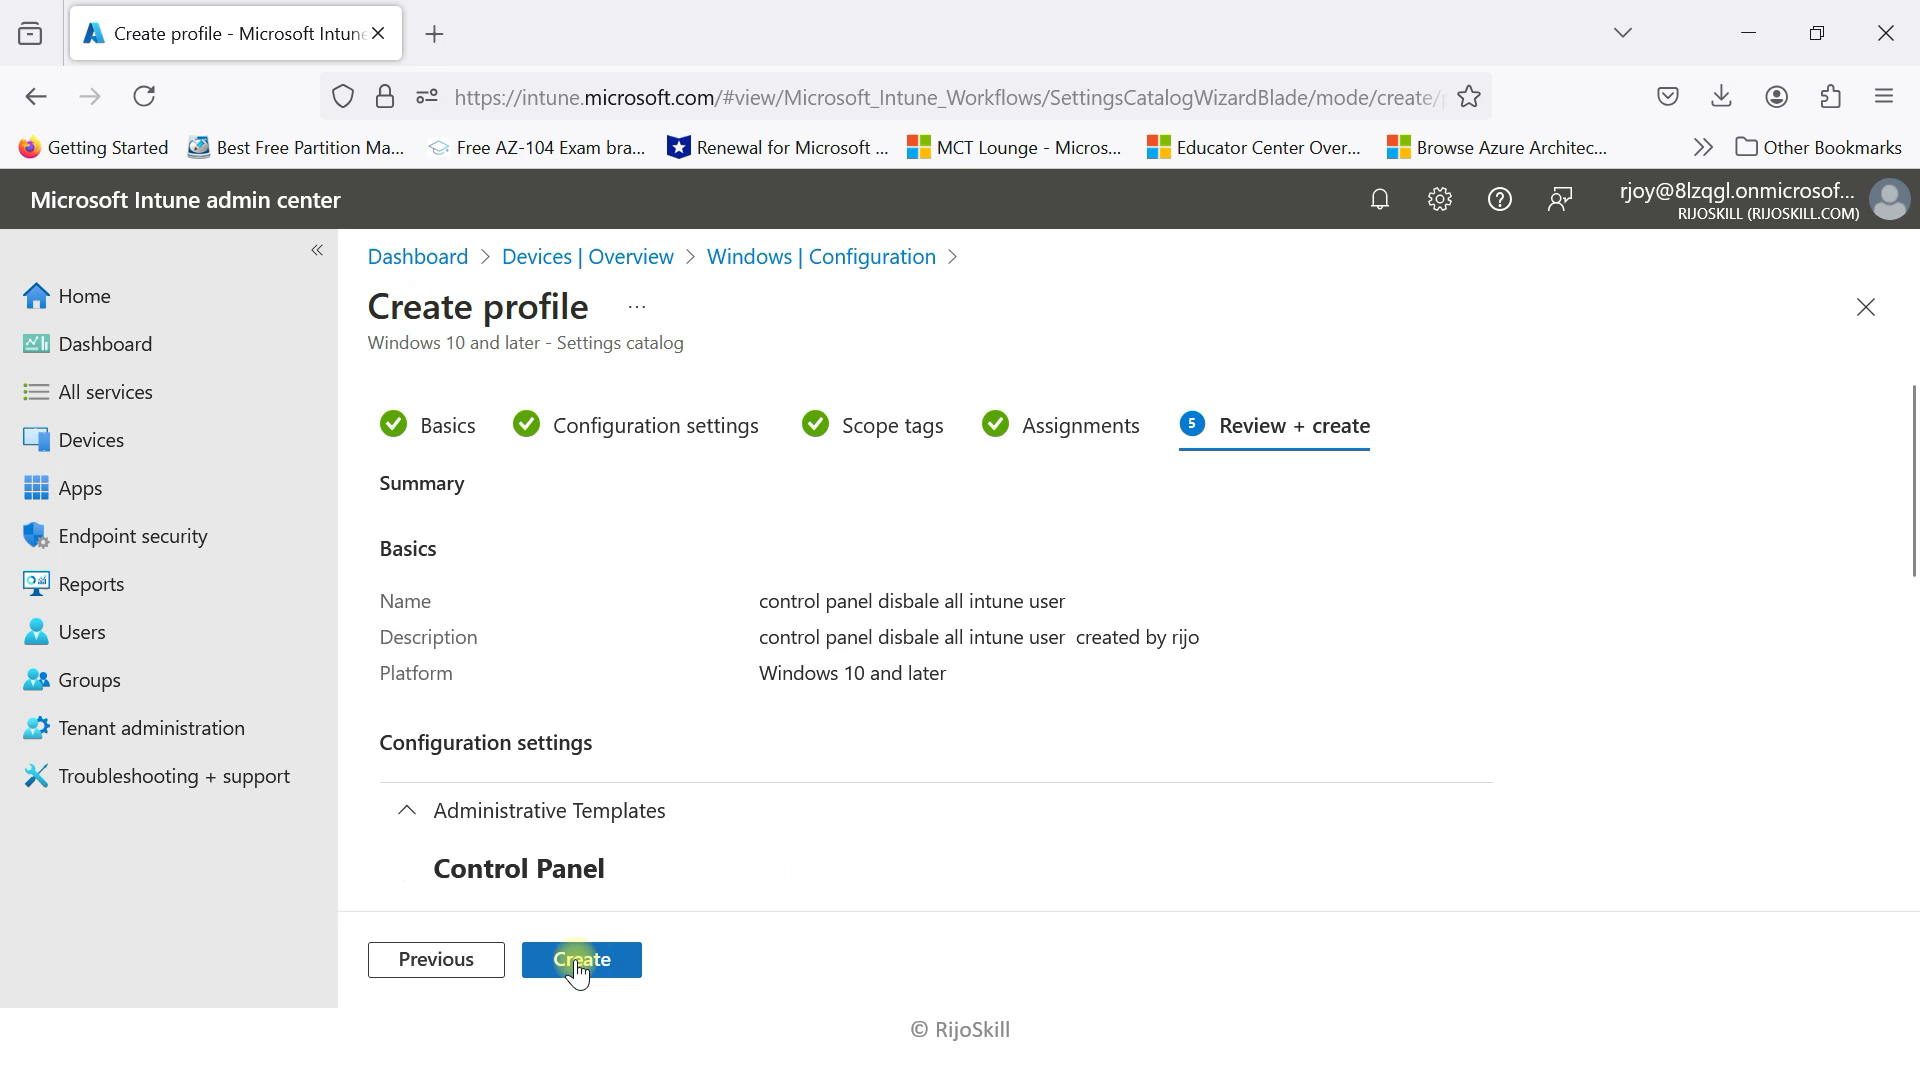 Create profile - Microsoft Intune
https://intune.microsoft.com/#view/Microsoft_Intune_Workflows/SettingsCatalogWizardBlade/mode/create/
Getting Started
Best Free Partition Ma...
Free AZ-104 Exam bra...
Renewal for Microsoft ...
MCT Lounge - Micros...
Educator Center Over...
Browse Azure Architec...
Other Bookmarks
Microsoft Intune admin center
rjoy@8lzqgl.onmicrosof...
RIJOSKILL (RIJOSKILL.COM)
Home
Dashboard
All services
Devices
Apps
Endpoint security
Reports
Users
Groups
Tenant administration
Troubleshooting + support
Dashboard > Devices | Overview > Windows | Configuration >
Create profile ...
Windows 10 and later - Settings catalog
Basics
Configuration settings
Scope tags
Assignments
5 Review + create
Summary
Basics
Name control panel disbale all intune user
Description control panel disbale all intune user created by rijo
Platform Windows 10 and later
Configuration settings
Administrative Templates
Control Panel
Previous
Create
© RijoSkill